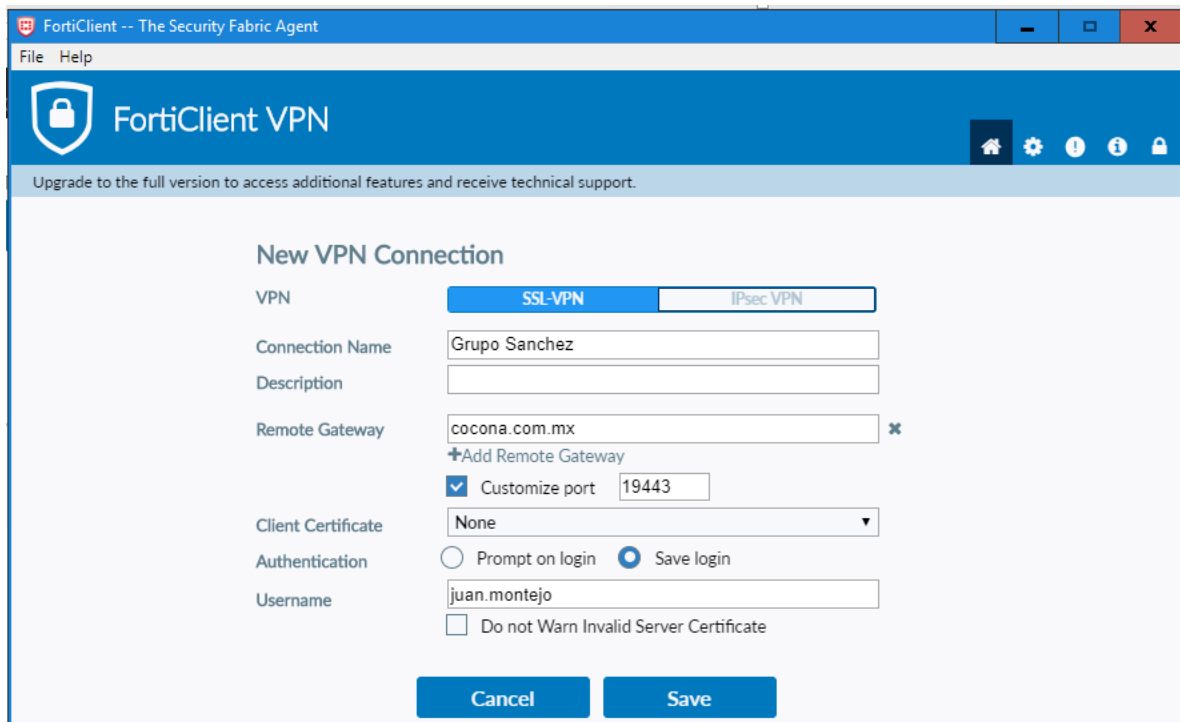 FortiClient -- The Security Fabric Agent
File Help
FortiClient VPN
Upgrade to the full version to access additional features and receive technical support.
New VPN Connection
VPN SSL-VPN IPsec VPN
Connection Name Grupo Sanchez
Description
Remote Gateway cocona.com.mx
+Add Remote Gateway
Customize port 19443
Client Certificate None
Authentication Prompt on login Save login
Username juan.montejo
Do not Warn Invalid Server Certificate
Cancel Save